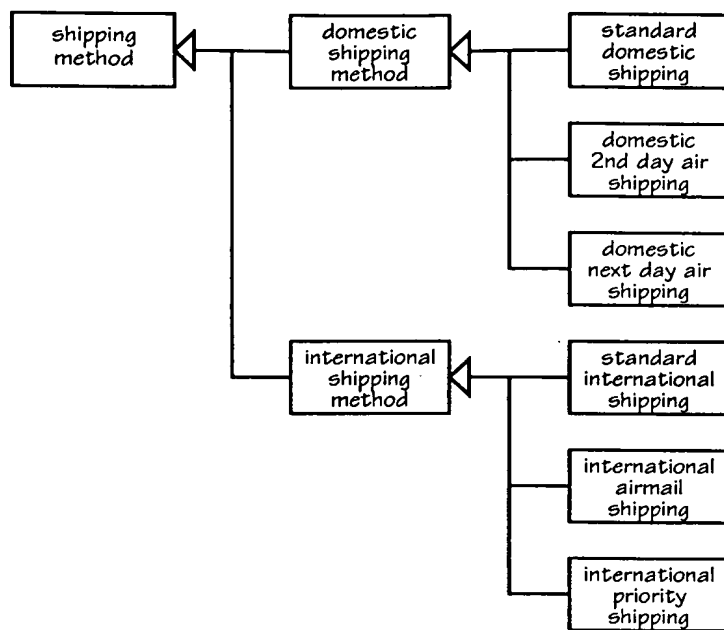 shipping
method
domestic
shipping
method
standard
domestic
shipping
domestic
2nd day air
shipping
domestic
next day air
shipping
international
shipping
method
standard
international
shipping
international
airmail
shipping
international
priority
shipping